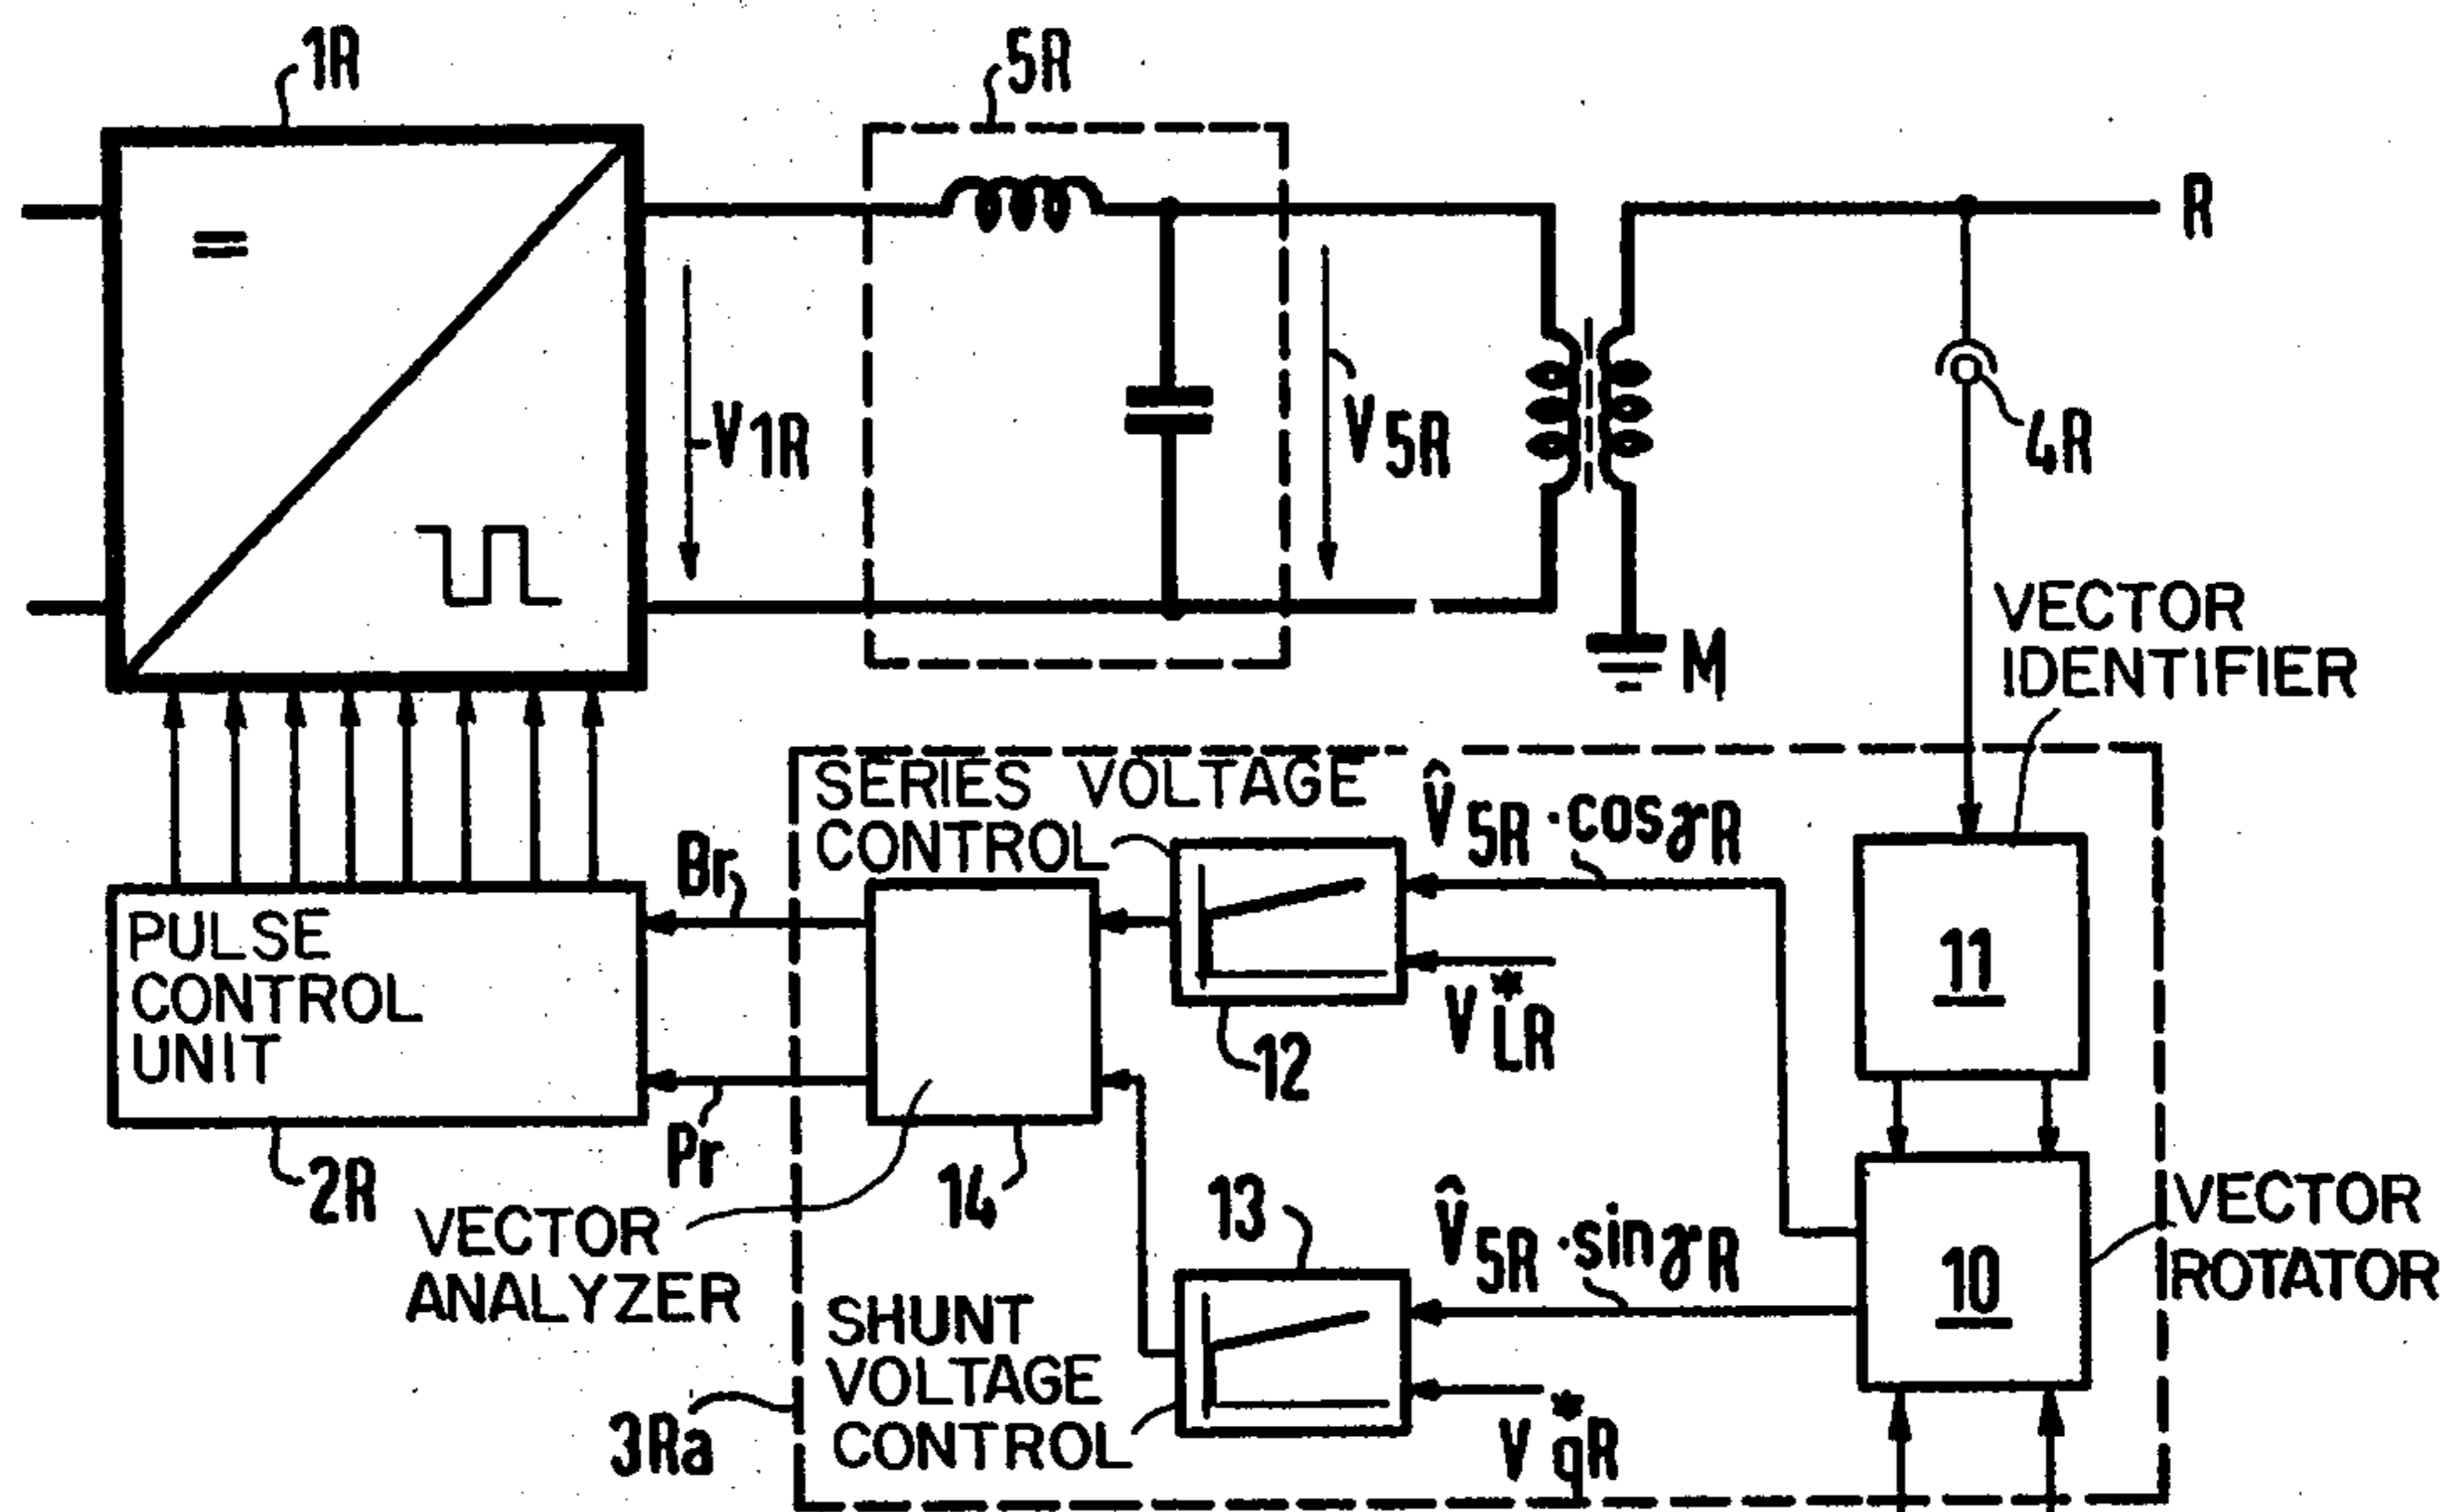 1R
5R
R
V1R
V5R
4R
M
VECTOR
IDENTIFIER
SERIES VOLTAGE
CONTROL
V̂5R·cosγR
Br
PULSE
CONTROL
UNIT
11
V*LR
12
Pr
2R
14
13
VECTOR
ANALYZER
V̂5R·sinγR
VECTOR
ROTATOR
10
SHUNT
VOLTAGE
CONTROL
3Ra
V*qR